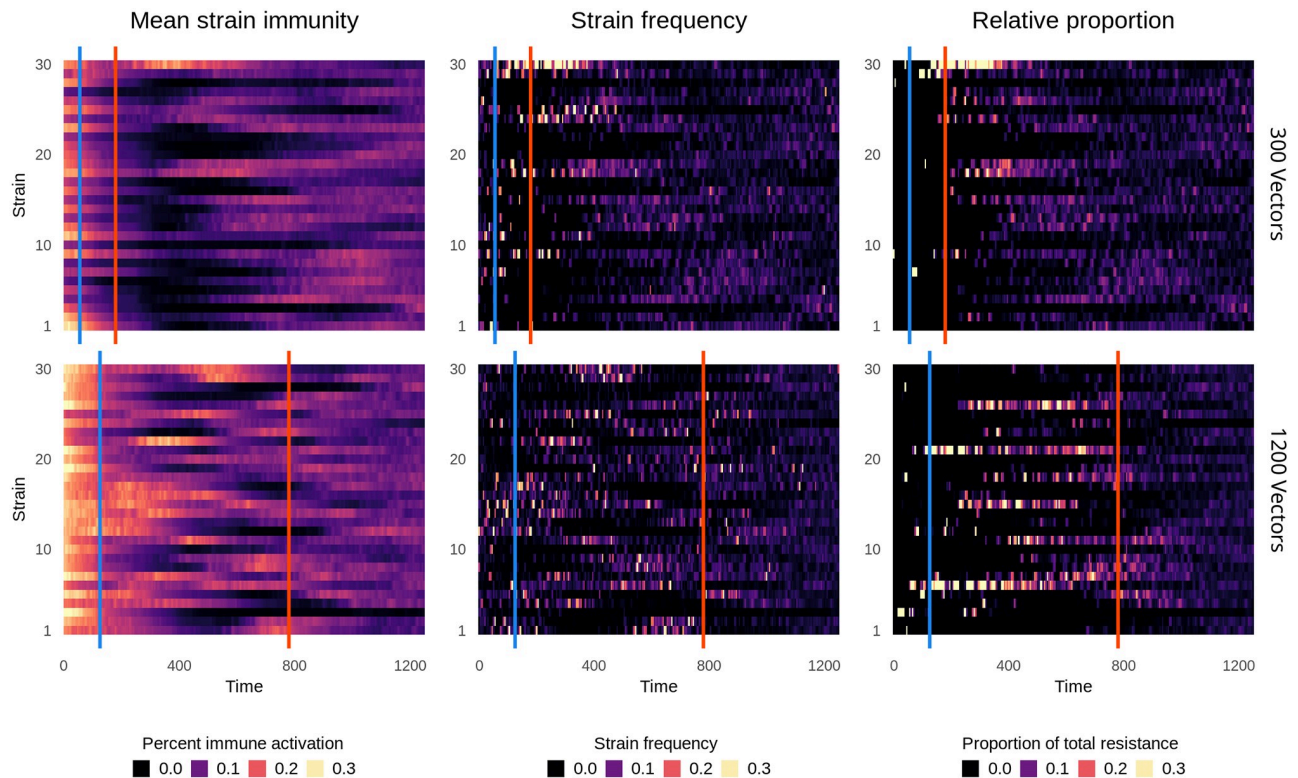 Mean strain immunity
Strain frequency
Relative proportion
Strain
30
20
10
1
30
20
10
1
30
20
10
1
300 Vectors
Strain
30
20
10
1
30
20
10
1
30
20
10
1
1200 Vectors
0 400 800 1200
0 400 800 1200
0 400 800 1200
Time
Time
Time
Percent immune activation
0.0 0.1 0.2 0.3
Strain frequency
0.0 0.1 0.2 0.3
Proportion of total resistance
0.0 0.1 0.2 0.3